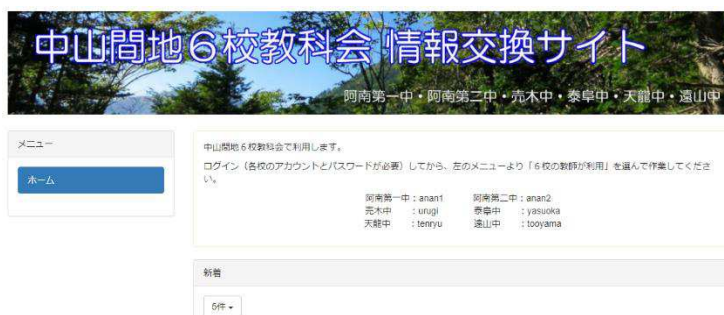 中山間地６校教科会 情報交換サイト
阿南第一中・阿南第二中・売木中・泰阜中・天龍中・遠山中
メニュー
ホーム
中山間地６校教科会で利用します。
ログイン（各校のアカウントとパスワードが必要）してから、左のメニューより「６校の教師が利用」を選んで作業してくださ
い。
阿南第一中：anan1 阿南第二中：anan2
売木中 ：urugi 泰阜中 ：yasuoka
天龍中 ：tenryu 遠山中 ：tooyama
新着
5件